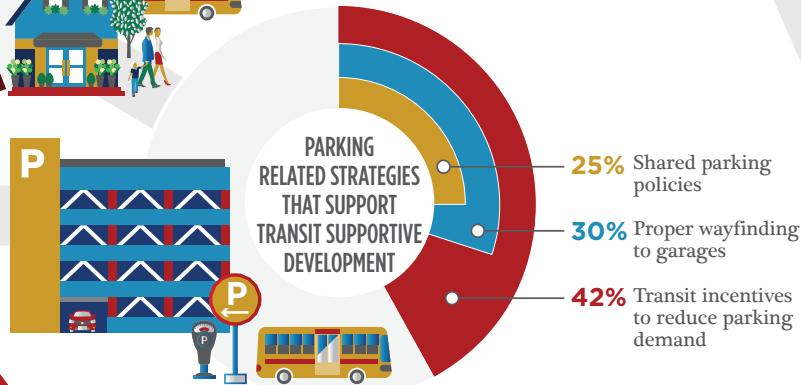 P
PARKING
RELATED STRATEGIES
THAT SUPPORT
TRANSIT SUPPORTIVE
DEVELOPMENT
25% Shared parking
policies
30% Proper wayfinding
to garages
42% Transit incentives
to reduce parking
demand
P
P